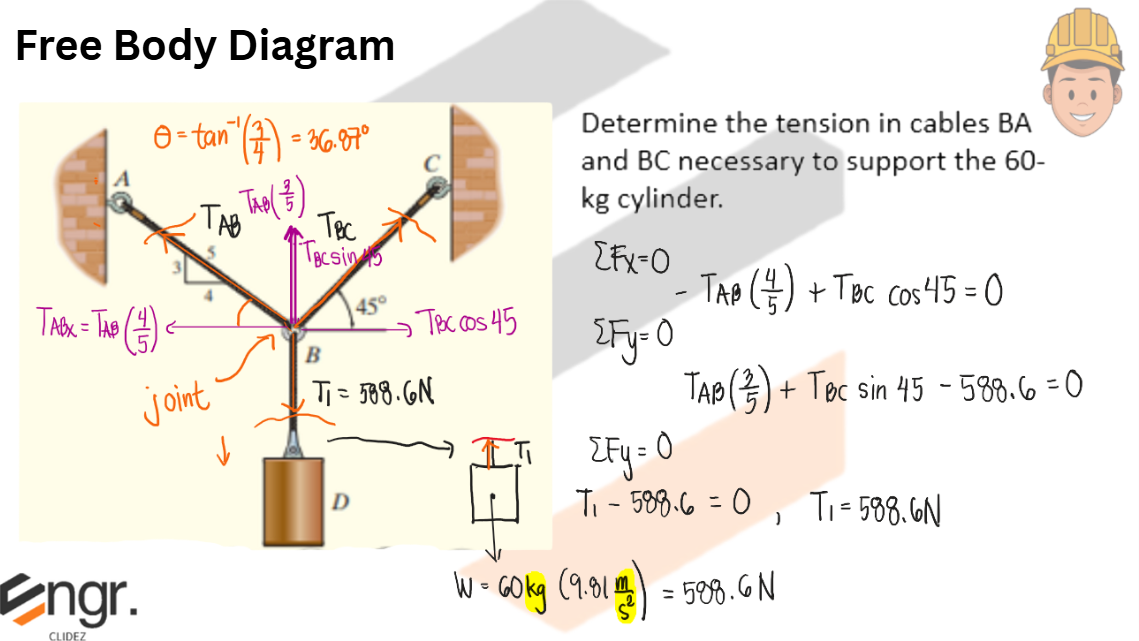 Free Body Diagram
Determine the tension in cables BA
and BC necessary to support the 60-
kg cylinder.
θ = tan⁻¹(3/4) = 36.87°
A
C
TAB
TAB(3/5)
TBC
TBC sin 45
5
3
4
45°
TABx = TAB(4/5)
TBC cos 45
B
joint
T1 = 588.6N
D
T1
W = 60kg (9.81 m/s²) = 588.6N
ΣFx=0
- TAB(4/5) + TBC cos45 = 0
ΣFy=0
TAB(3/5) + TBC sin 45 - 588.6 = 0
ΣFy = 0
T1 - 588.6 = 0 , T1 = 588.6N
Engr.
CLIDEZ